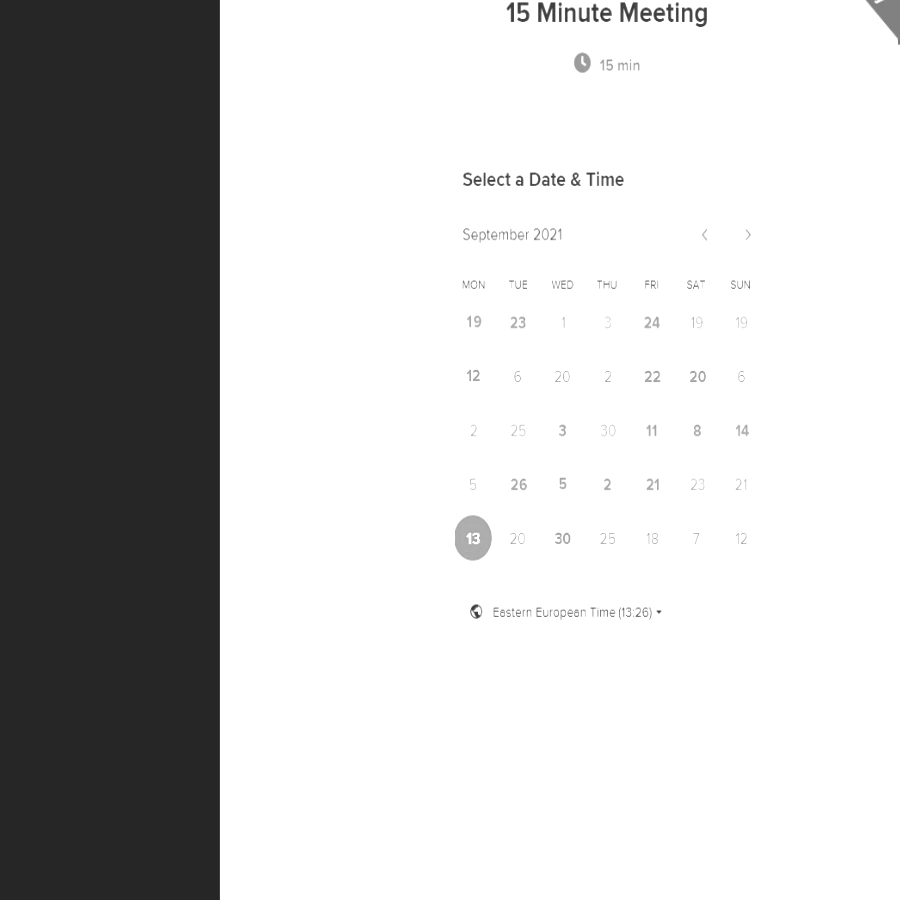 15 Minute Meeting
15 min
Select a Date & Time
September 2021
MON TUE WED THU FRI SAT SUN
19 23 1 3 24 19 19
12 6 20 2 22 20 6
2 25 3 30 11 8 14
5 26 5 2 21 23 21
13 20 30 25 18 7 12
Eastern European Time (13:26)